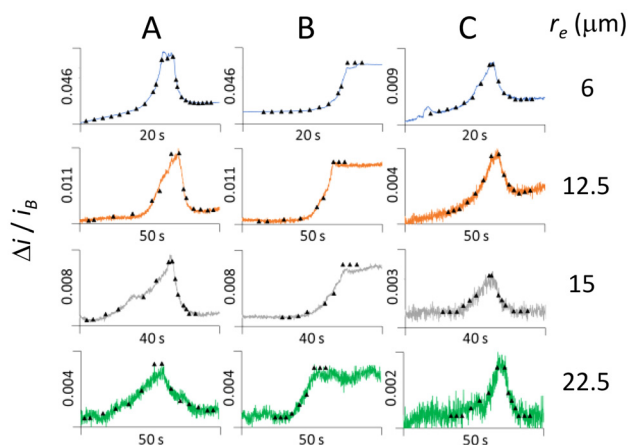 A B C rₑ (μm)
Δi / i_B
0.046 0.046 0.009 6
20 s 20 s 20 s
0.011 0.011 0.004 12.5
50 s 50 s 50 s
0.008 0.008 0.003 15
40 s 40 s 40 s
0.004 0.004 0.002 22.5
50 s 50 s 50 s